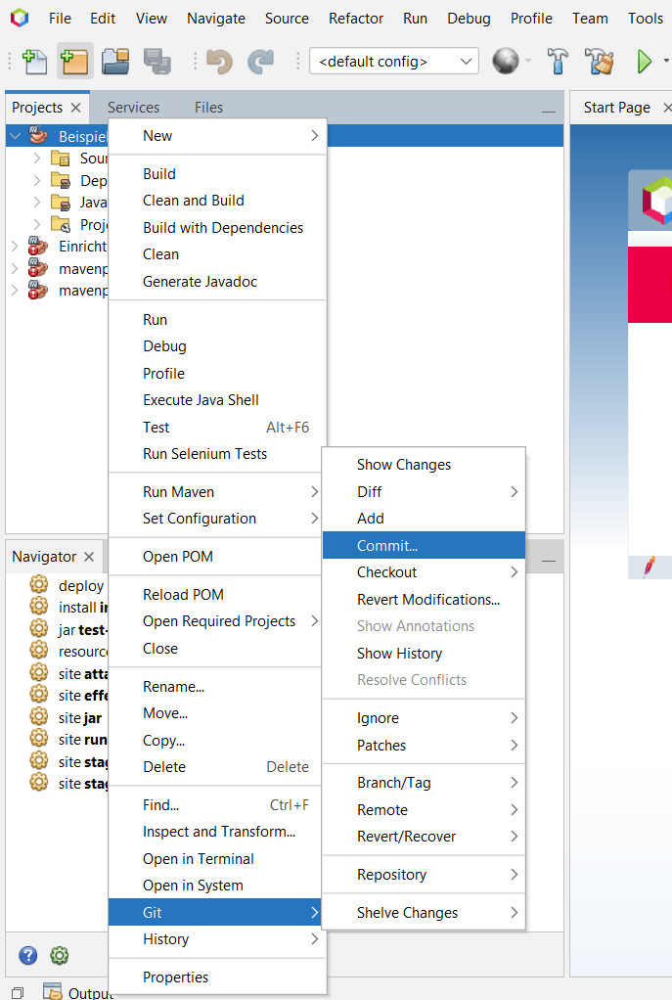 File Edit View Navigate Source Refactor Run Debug Profile Team Tools
<default config>
Projects Services Files Start Page
Beispie
New
Sour
Build
Dep
Clean and Build
Java
Build with Dependencies
Proj
Einricht
Clean
mavenp
Generate Javadoc
mavenp
Run
Debug
Profile
Execute Java Shell
Test Alt+F6
Run Selenium Tests
Run Maven
Set Configuration
Open POM
Reload POM
Open Required Projects
Close
Rename...
Move...
Copy...
Delete Delete
Find... Ctrl+F
Inspect and Transform...
Open in Terminal
Open in System
Git
History
Properties
Show Changes
Diff
Add
Commit...
Checkout
Revert Modifications...
Show Annotations
Show History
Resolve Conflicts
Ignore
Patches
Branch/Tag
Remote
Revert/Recover
Repository
Shelve Changes
Navigator
deploy
install i
jar test-
resourc
site atta
site effe
site jar
site run
site stag
site stag
Output